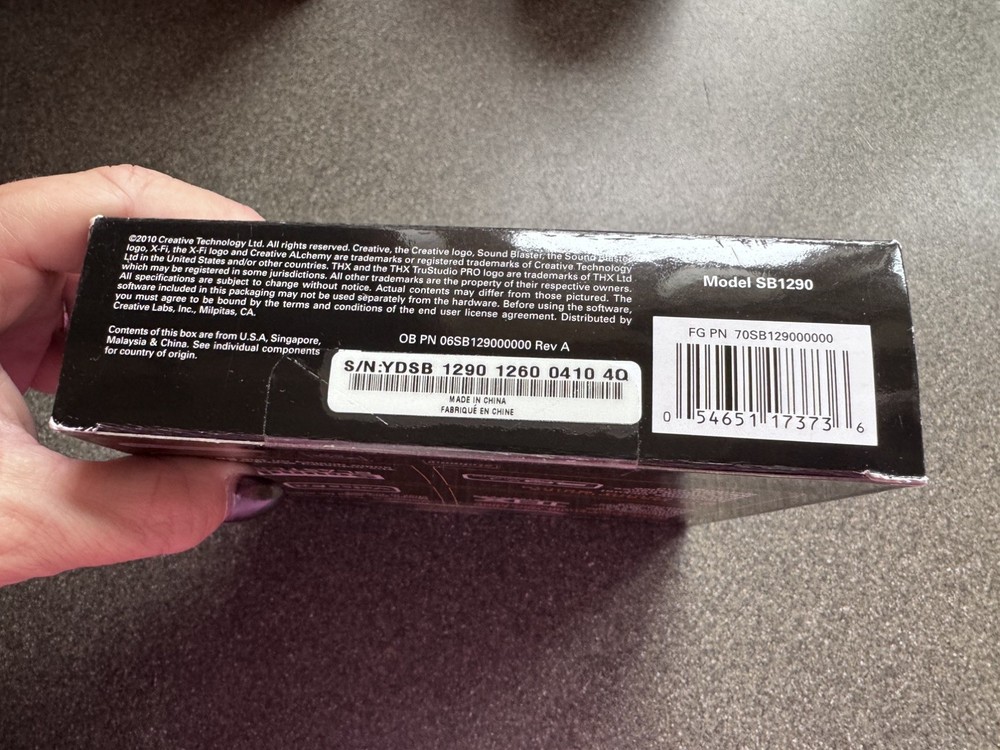 ©2010 Creative Technology Ltd. All rights reserved. Creative, the Creative logo, Sound Blaster, the Sound Blaster
logo, X-Fi, the X-Fi logo and Creative ALchemy are trademarks or registered trademarks of Creative Technology
Ltd in the United States and/or other countries. THX and the THX TruStudio PRO logo are trademarks of THX Ltd
which may be registered in some jurisdictions. All other trademarks are the property of their respective owners.
All specifications are subject to change without notice. Actual contents may differ from those pictured. The
software included in this packaging may not be used separately from the hardware. Before using the software,
you must agree to be bound by the terms and conditions of the end user license agreement. Distributed by
Creative Labs, Inc., Milpitas, CA.
Contents of this box are from U.S.A, Singapore,
Malaysia & China. See individual components
for country of origin.
OB PN 06SB129000000 Rev A
S/N:YDSB 1290 1260 0410 4Q
MADE IN CHINA
FABRIQUÉ EN CHINE
Model SB1290
FG PN 70SB129000000
0 54651 17373 6